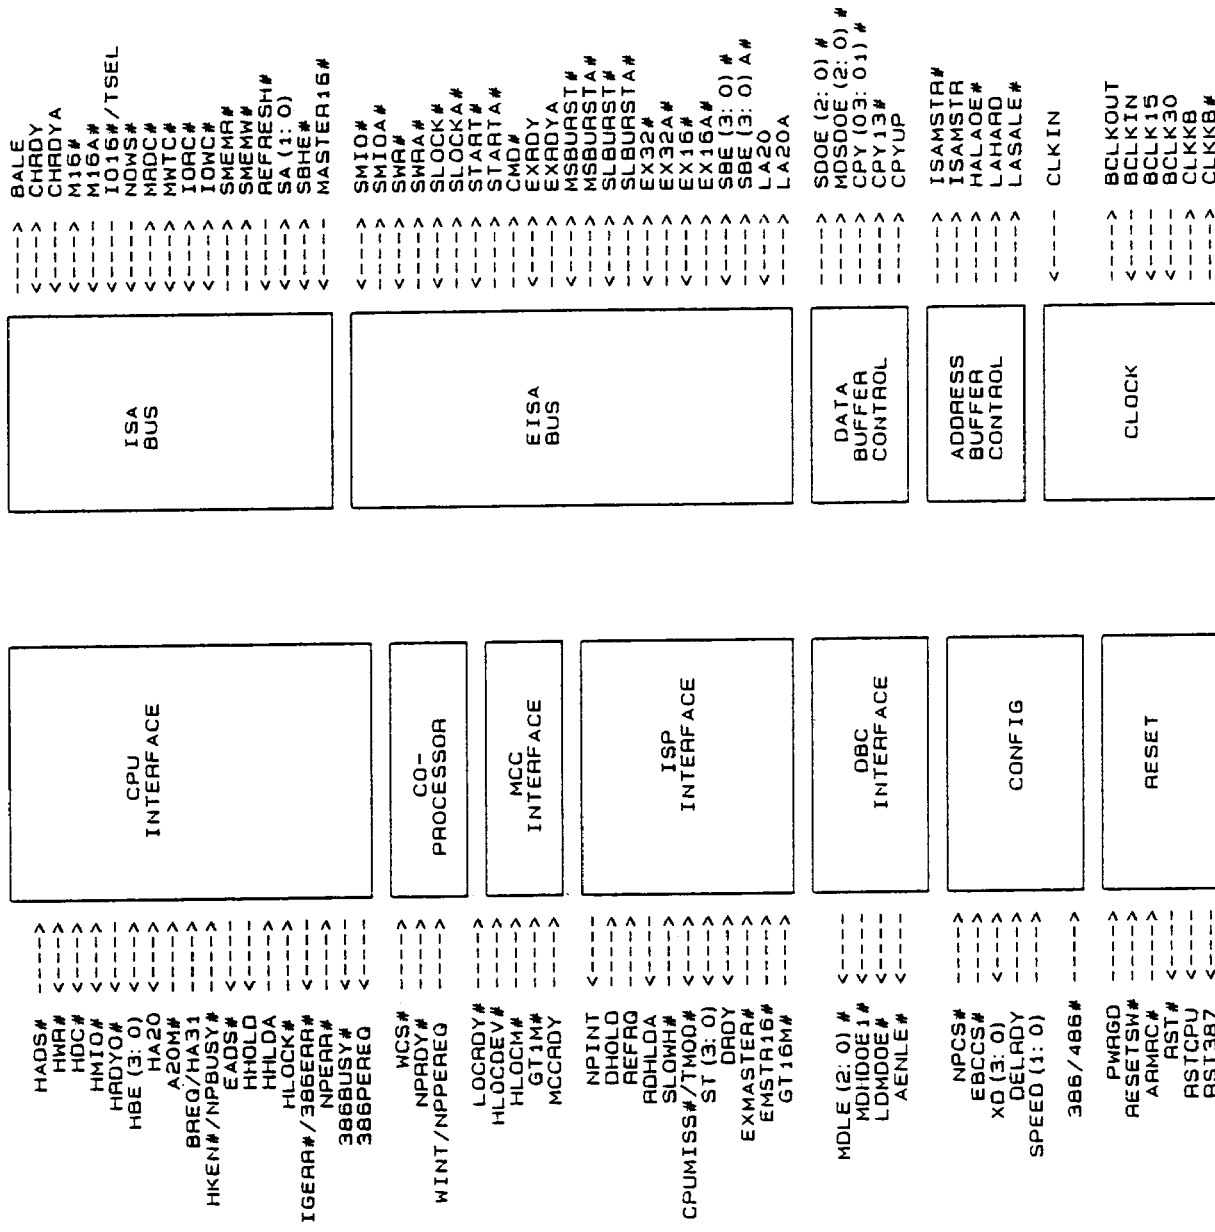 HADS#
HWR#
HDC#
HMIO#
HRDYO#
HBE (3: 0)
HA20
A20M#
BREQ/HA31
HKEN#/NPBUSY#
EADS#
HHOLD
HHLDA
HLOCK#
IGERR#/386ERR#
NPERR#
386BUSY#
386PEREQ
CPU
INTERFACE
WCS#
NPRDY#
WINT/NPPEREQ
CO-
PROCESSOR
LOCRDY#
HLOCDEV#
HLOCM#
GT1M#
MCCRDY
MCC
INTERFACE
NPINT
DHOLD
REFRQ
RDHLDA
SLOWH#
CPUMISS#/TMOD#
ST (3: 0)
DRDY
EXMASTER#
EMSTR16#
GT16M#
ISP
INTERFACE
MDLE (2: 0) #
MDHDOE1#
LDMDOE#
AENLE#
DBC
INTERFACE
NPCS#
EBCCS#
XD (3: 0)
DELRDY
SPEED (1: 0)
386/486#
CONFIG
PWRGD
RESETSW#
ARMRC#
RST#
RSTCPU
RST387
RESET
ISA
BUS
BALE
CHRDY
CHRDYA
M16#
M16A#
IO16#/TSEL
NOWS#
MRDC#
MWTC#
IORC#
IOWC#
SMEMR#
SMEMW#
REFRESH#
SA (1: 0)
SBHE#
MASTER16#
EISA
BUS
SMIO#
SMIOA#
SWR#
SWRA#
SLOCK#
SLOCKA#
START#
STARTA#
CMD#
EXRDY
EXRDYA
MSBURST#
MSBURSTA#
SLBURST#
SLBURSTA#
EX32#
EX32A#
EX16#
EX16A#
SBE (3: 0) #
SBE (3: 0) A#
LA20
LA20A
DATA
BUFFER
CONTROL
SDOE (2: 0) #
MDSDOE (2: 0) #
CPY (03: 01) #
CPY13#
CPYUP
ADDRESS
BUFFER
CONTROL
ISAMSTR#
ISAMSTR
HALAOE#
LAHARD
LASALE#
CLOCK
CLKIN
BCLKOUT
BCLKIN
BCLK15
BCLK30
CLKKB
CLKKB#